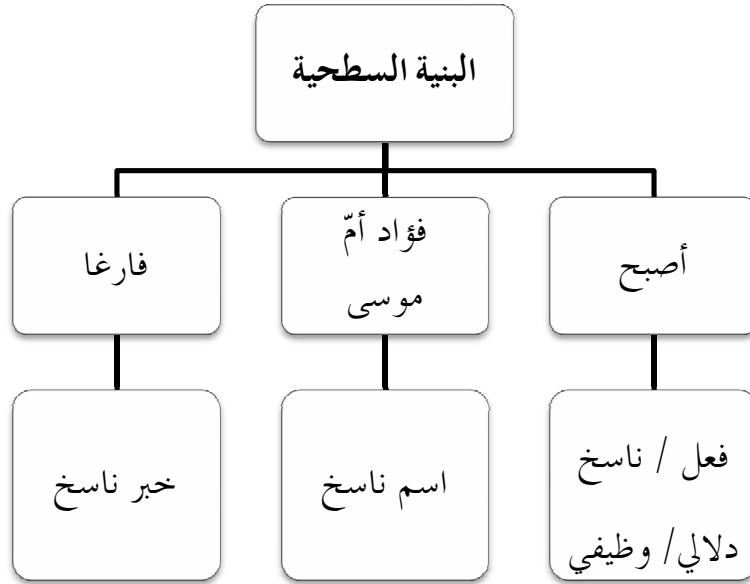 البنية السطحية
أصبح
فؤاد أمّ
موسى
فارغا
فعل / ناسخ
دلالي/ وظيفي
اسم ناسخ
خبر ناسخ